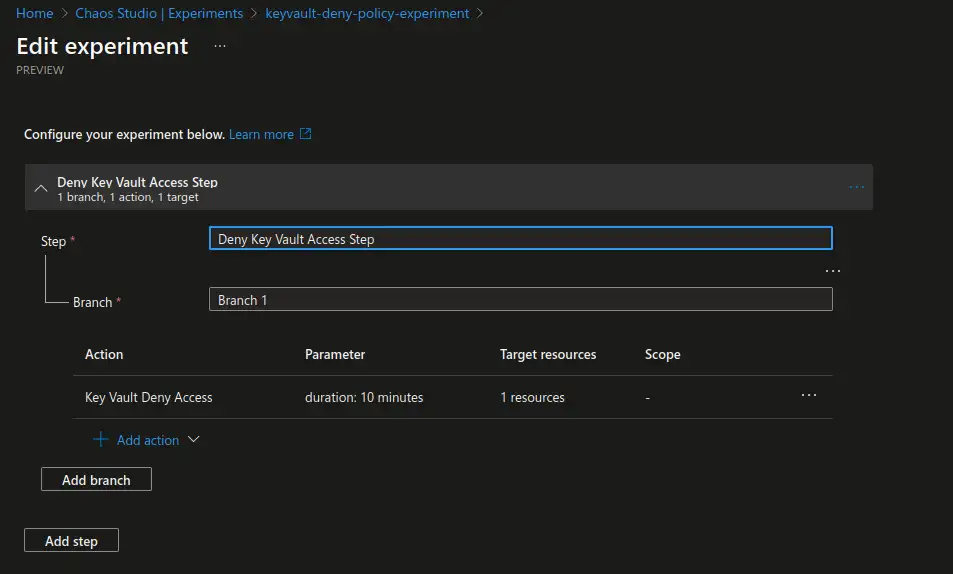 Home > Chaos Studio | Experiments > keyvault-deny-policy-experiment >
Edit experiment ...
PREVIEW
Configure your experiment below. Learn more
Deny Key Vault Access Step ...
1 branch, 1 action, 1 target
Step * Deny Key Vault Access Step
...
Branch * Branch 1
Action Parameter Target resources Scope
Key Vault Deny Access duration: 10 minutes 1 resources - ...
+ Add action
Add branch
Add step